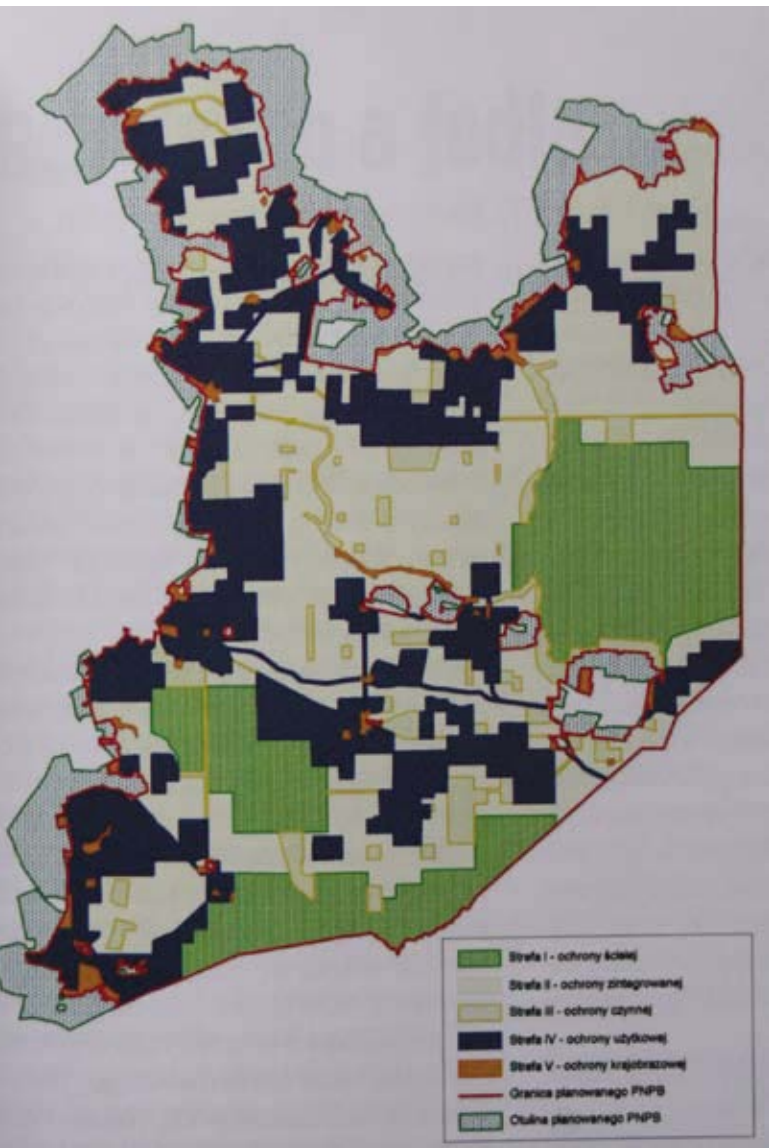 Strefa I - ochrony ścisłej
Strefa II - ochrony zintegrowanej
Strefa III - ochrony czynnej
Strefa IV - ochrony użytkowej
Strefa V - ochrony krajobrazowej
Granica planowanego PNPB
Otulina planowanego PNPB